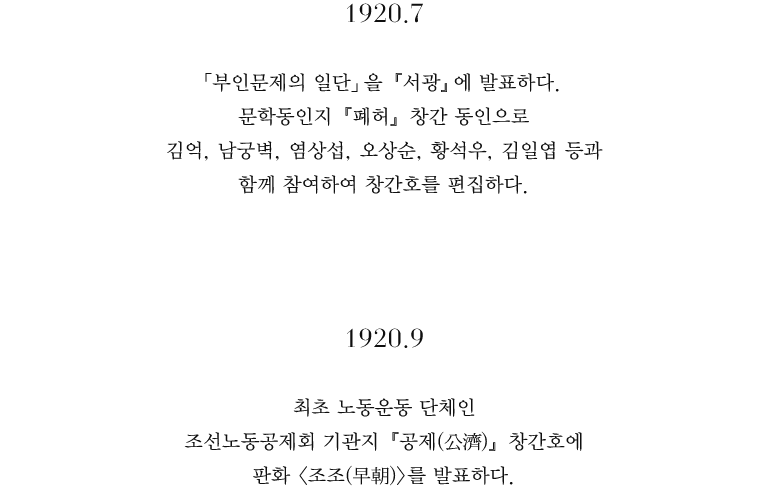 1920.7
「부인문제의 일단」을 『서광』에 발표하다.
문학동인지 『폐허』 창간 동인으로
김억, 남궁벽, 염상섭, 오상순, 황석우, 김일엽 등과
함께 참여하여 창간호를 편집하다.
1920.9
최초 노동운동 단체인
조선노동공제회 기관지 『공제(公濟)』 창간호에
판화 〈조조(早朝)〉를 발표하다.